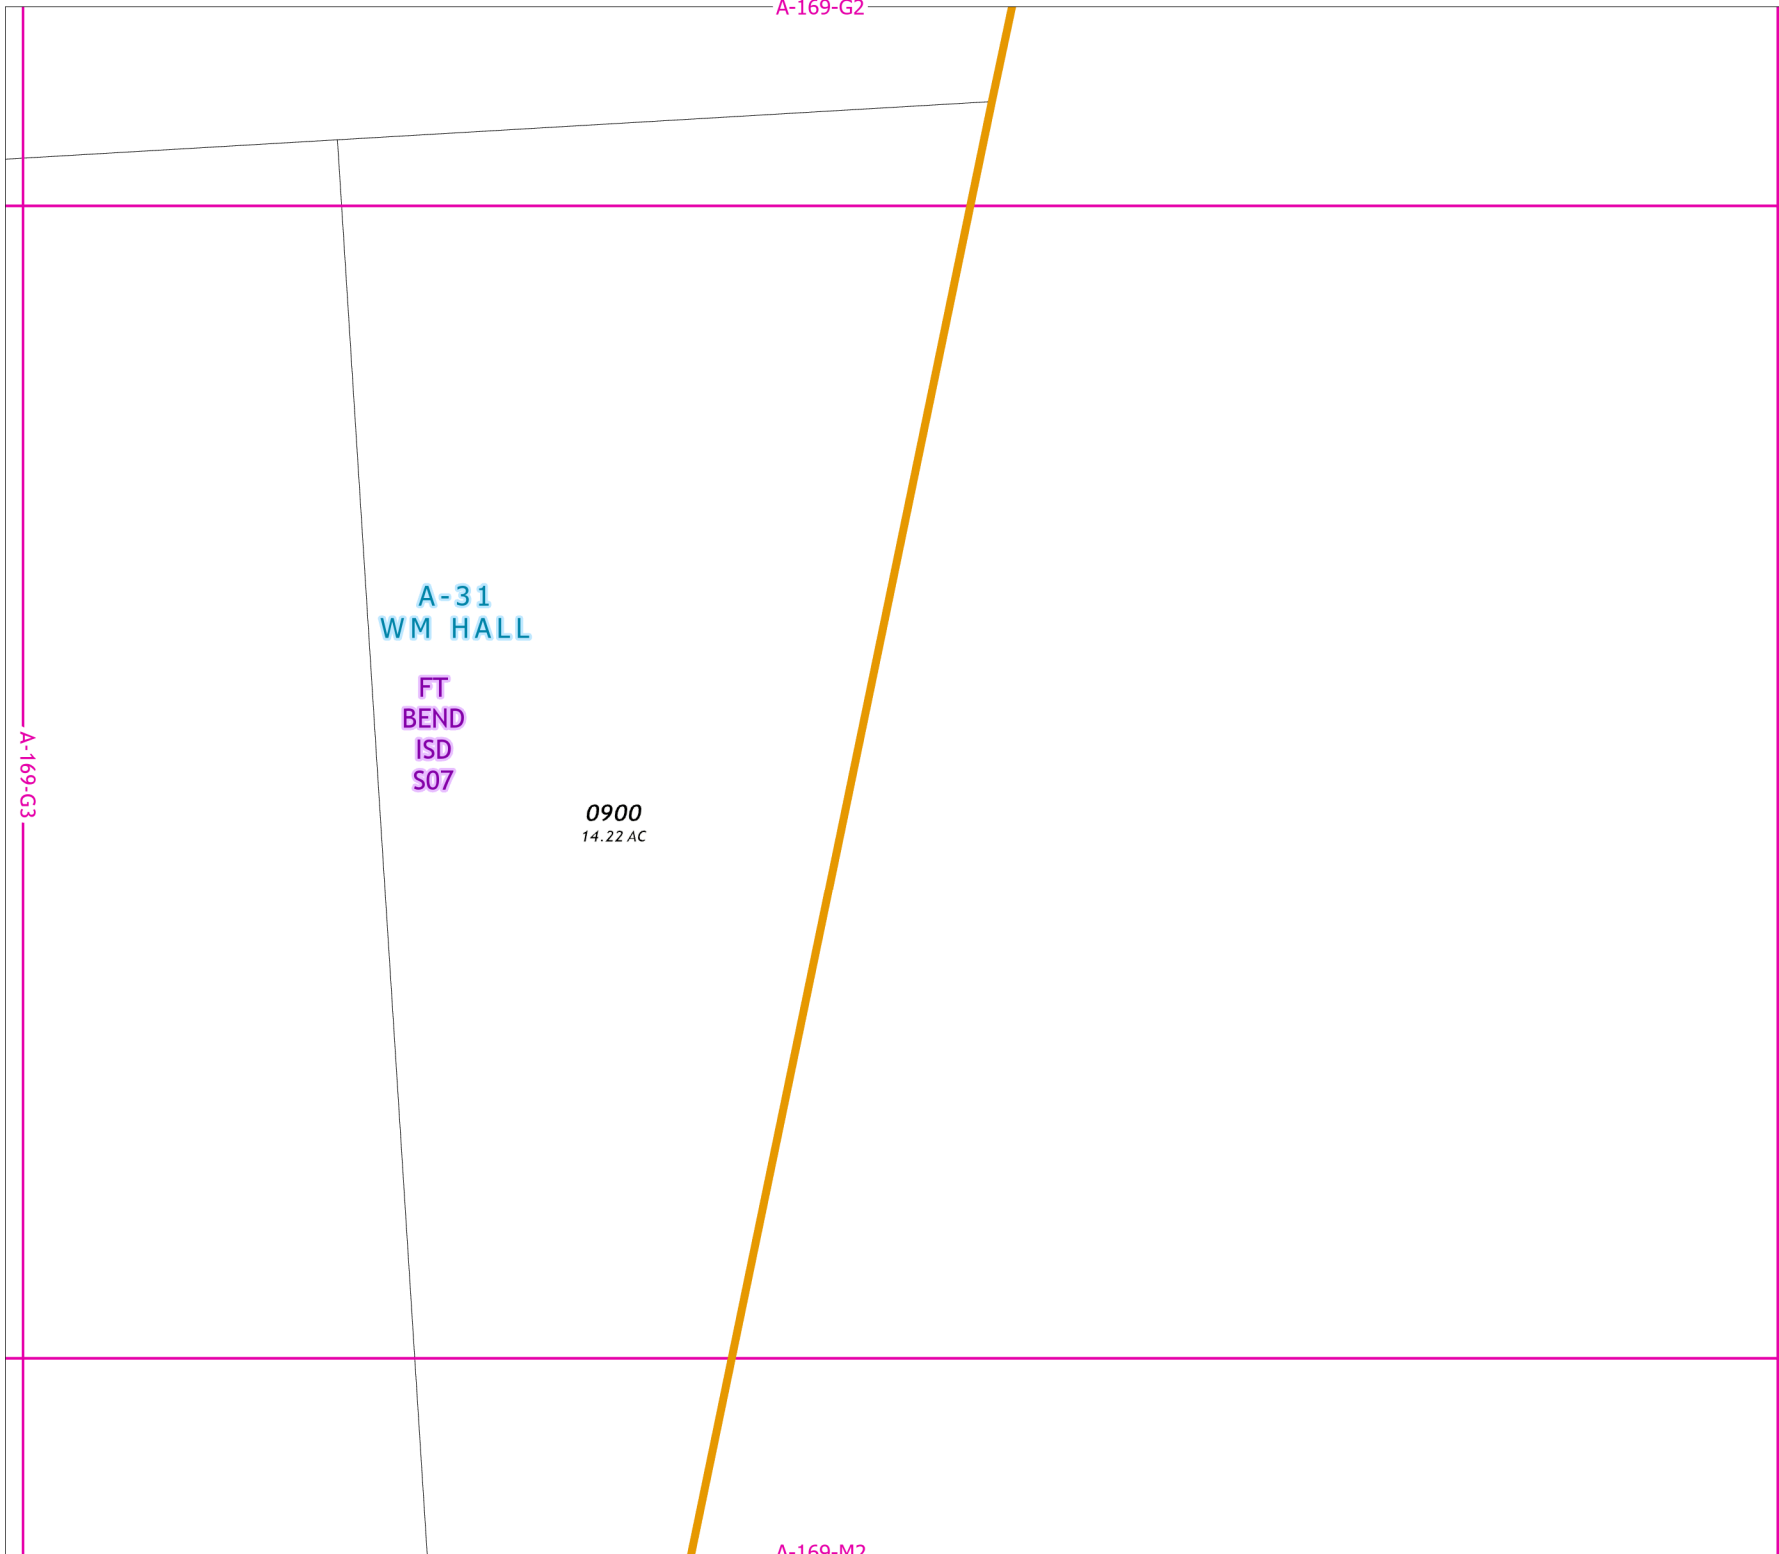 A-169-G2
A-31
WM HALL
FT
BEND
ISD
S07
A-169-G3
0900
14.22 AC
A-169-M2